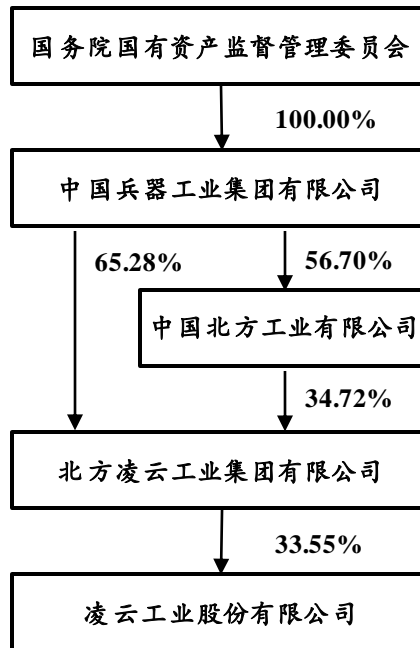 国务院国有资产监督管理委员会
100.00%
中国兵器工业集团有限公司
65.28%
56.70%
中国北方工业有限公司
34.72%
北方凌云工业集团有限公司
33.55%
凌云工业股份有限公司